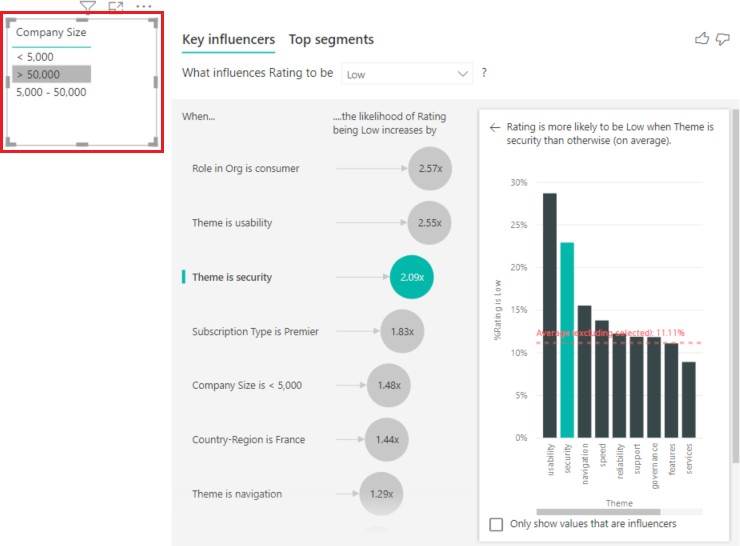 Company Size
< 5,000
> 50,000
5,000 - 50,000
Key influencers Top segments
What influences Rating to be Low ?
When...
....the likelihood of Rating
being Low increases by
Role in Org is consumer 2.57x
Theme is usability 2.55x
Theme is security 2.09x
Subscription Type is Premier 1.83x
Company Size is < 5,000 1.48x
Country-Region is France 1.44x
Theme is navigation 1.29x
← Rating is more likely to be Low when Theme is
security than otherwise (on average).
30%
25%
20%
15%
10%
5%
0%
%Rating is Low
Average (excluding selected): 11.11%
usability
security
navigation
speed
reliability
support
governance
features
services
Theme
Only show values that are influencers